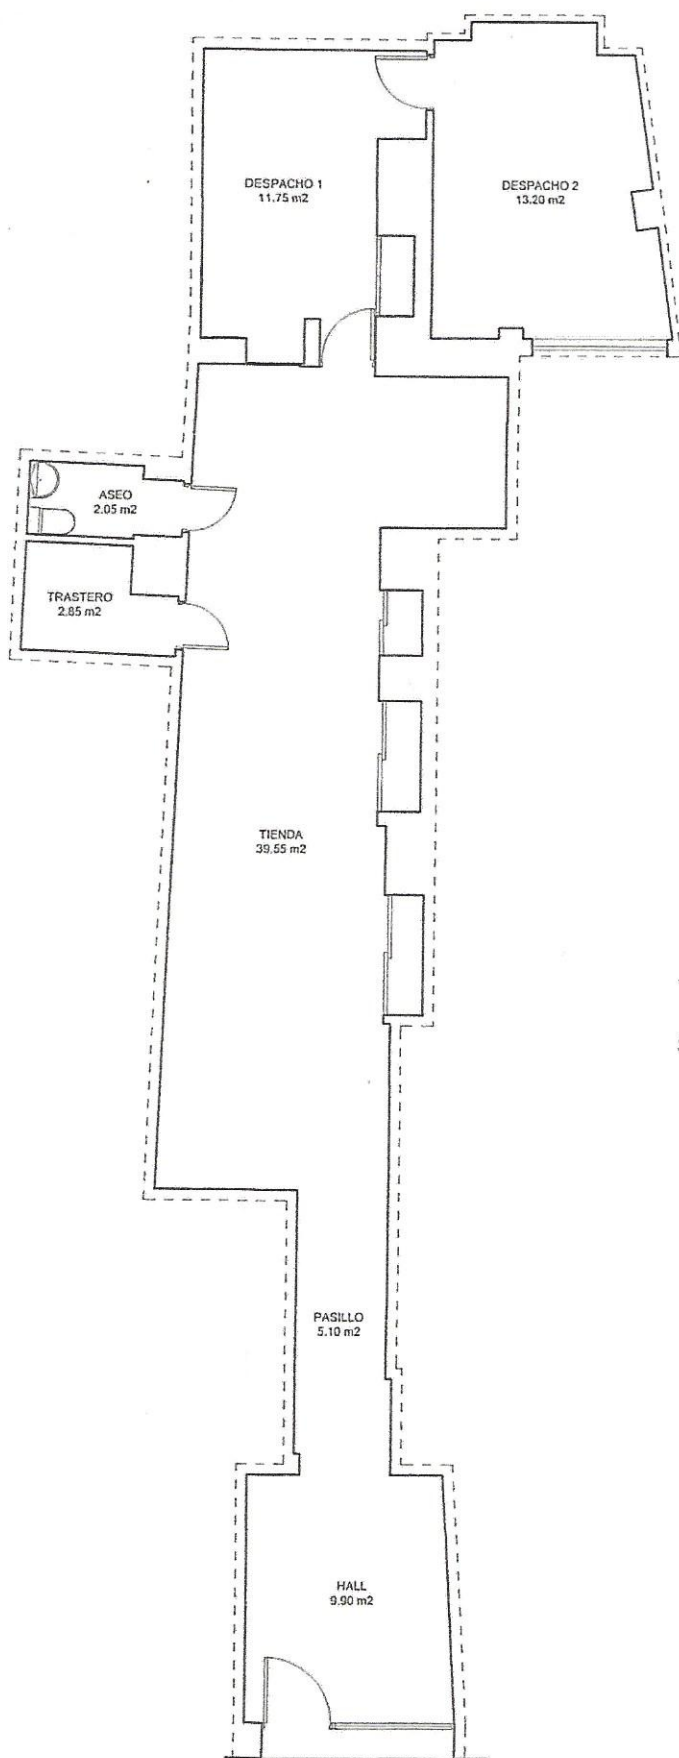 DESPACHO 1
11.75 m2
DESPACHO 2
13.20 m2
ASEO
2.05 m2
TRASTERO
2.85 m2
TIENDA
39.55 m2
PASILLO
5.10 m2
HALL
9.90 m2